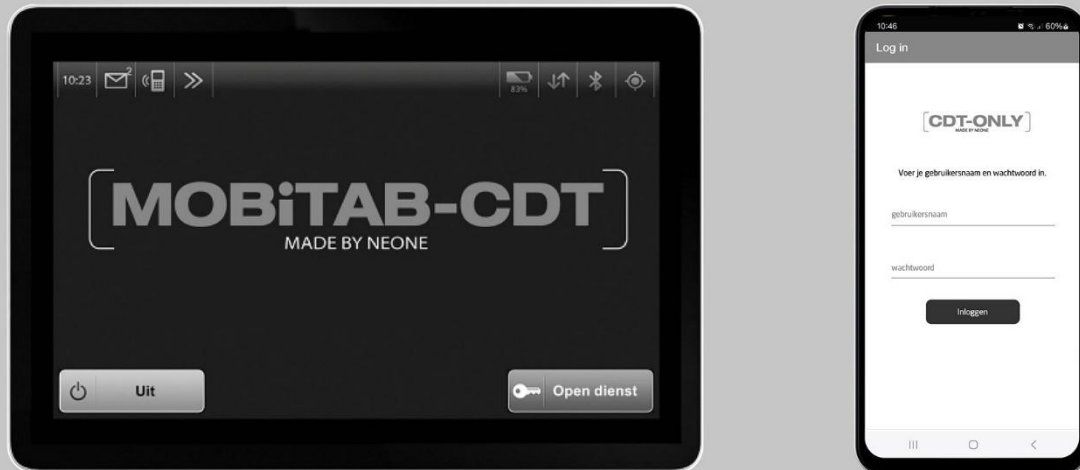 10:23
2
83%
MOBiTAB-CDT
MADE BY NEONE
Uit
Open dienst
10:46
60%
Log in
CDT-ONLY
MADE BY NEONE
Voer je gebruikersnaam en wachtwoord in.
gebruikersnaam
wachtwoord
Inloggen